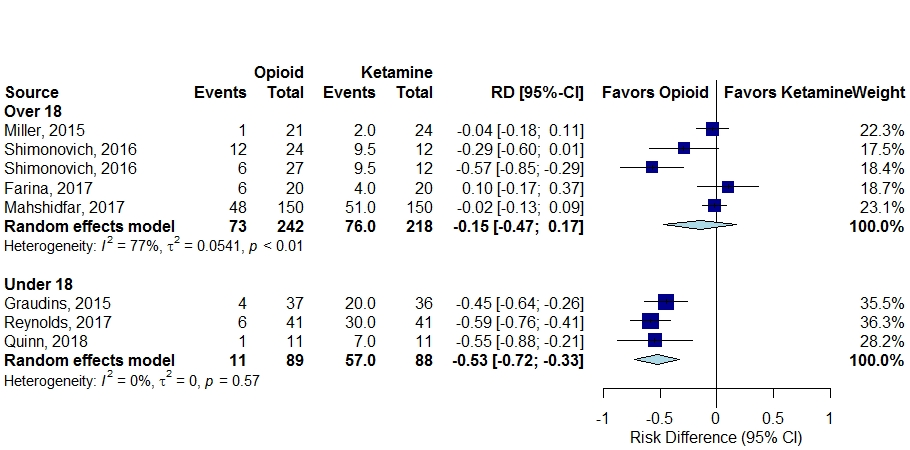 Opioid Ketamine
Source Events Total Events Total RD [95%-CI] Favors Opioid Favors KetamineWeight
Over 18
Miller, 2015 1 21 2.0 24 -0.04 [-0.18; 0.11] 22.3%
Shimonovich, 2016 12 24 9.5 12 -0.29 [-0.60; 0.01] 17.5%
Shimonovich, 2016 6 27 9.5 12 -0.57 [-0.85; -0.29] 18.4%
Farina, 2017 6 20 4.0 20 0.10 [-0.17; 0.37] 18.7%
Mahshidfar, 2017 48 150 51.0 150 -0.02 [-0.13; 0.09] 23.1%
Random effects model 73 242 76.0 218 -0.15 [-0.47; 0.17] 100.0%
Heterogeneity: I² = 77%, τ² = 0.0541, p < 0.01
Under 18
Graudins, 2015 4 37 20.0 36 -0.45 [-0.64; -0.26] 35.5%
Reynolds, 2017 6 41 30.0 41 -0.59 [-0.76; -0.41] 36.3%
Quinn, 2018 1 11 7.0 11 -0.55 [-0.88; -0.21] 28.2%
Random effects model 11 89 57.0 88 -0.53 [-0.72; -0.33] 100.0%
Heterogeneity: I² = 0%, τ² = 0, p = 0.57
-1 -0.5 0 0.5 1
Risk Difference (95% CI)